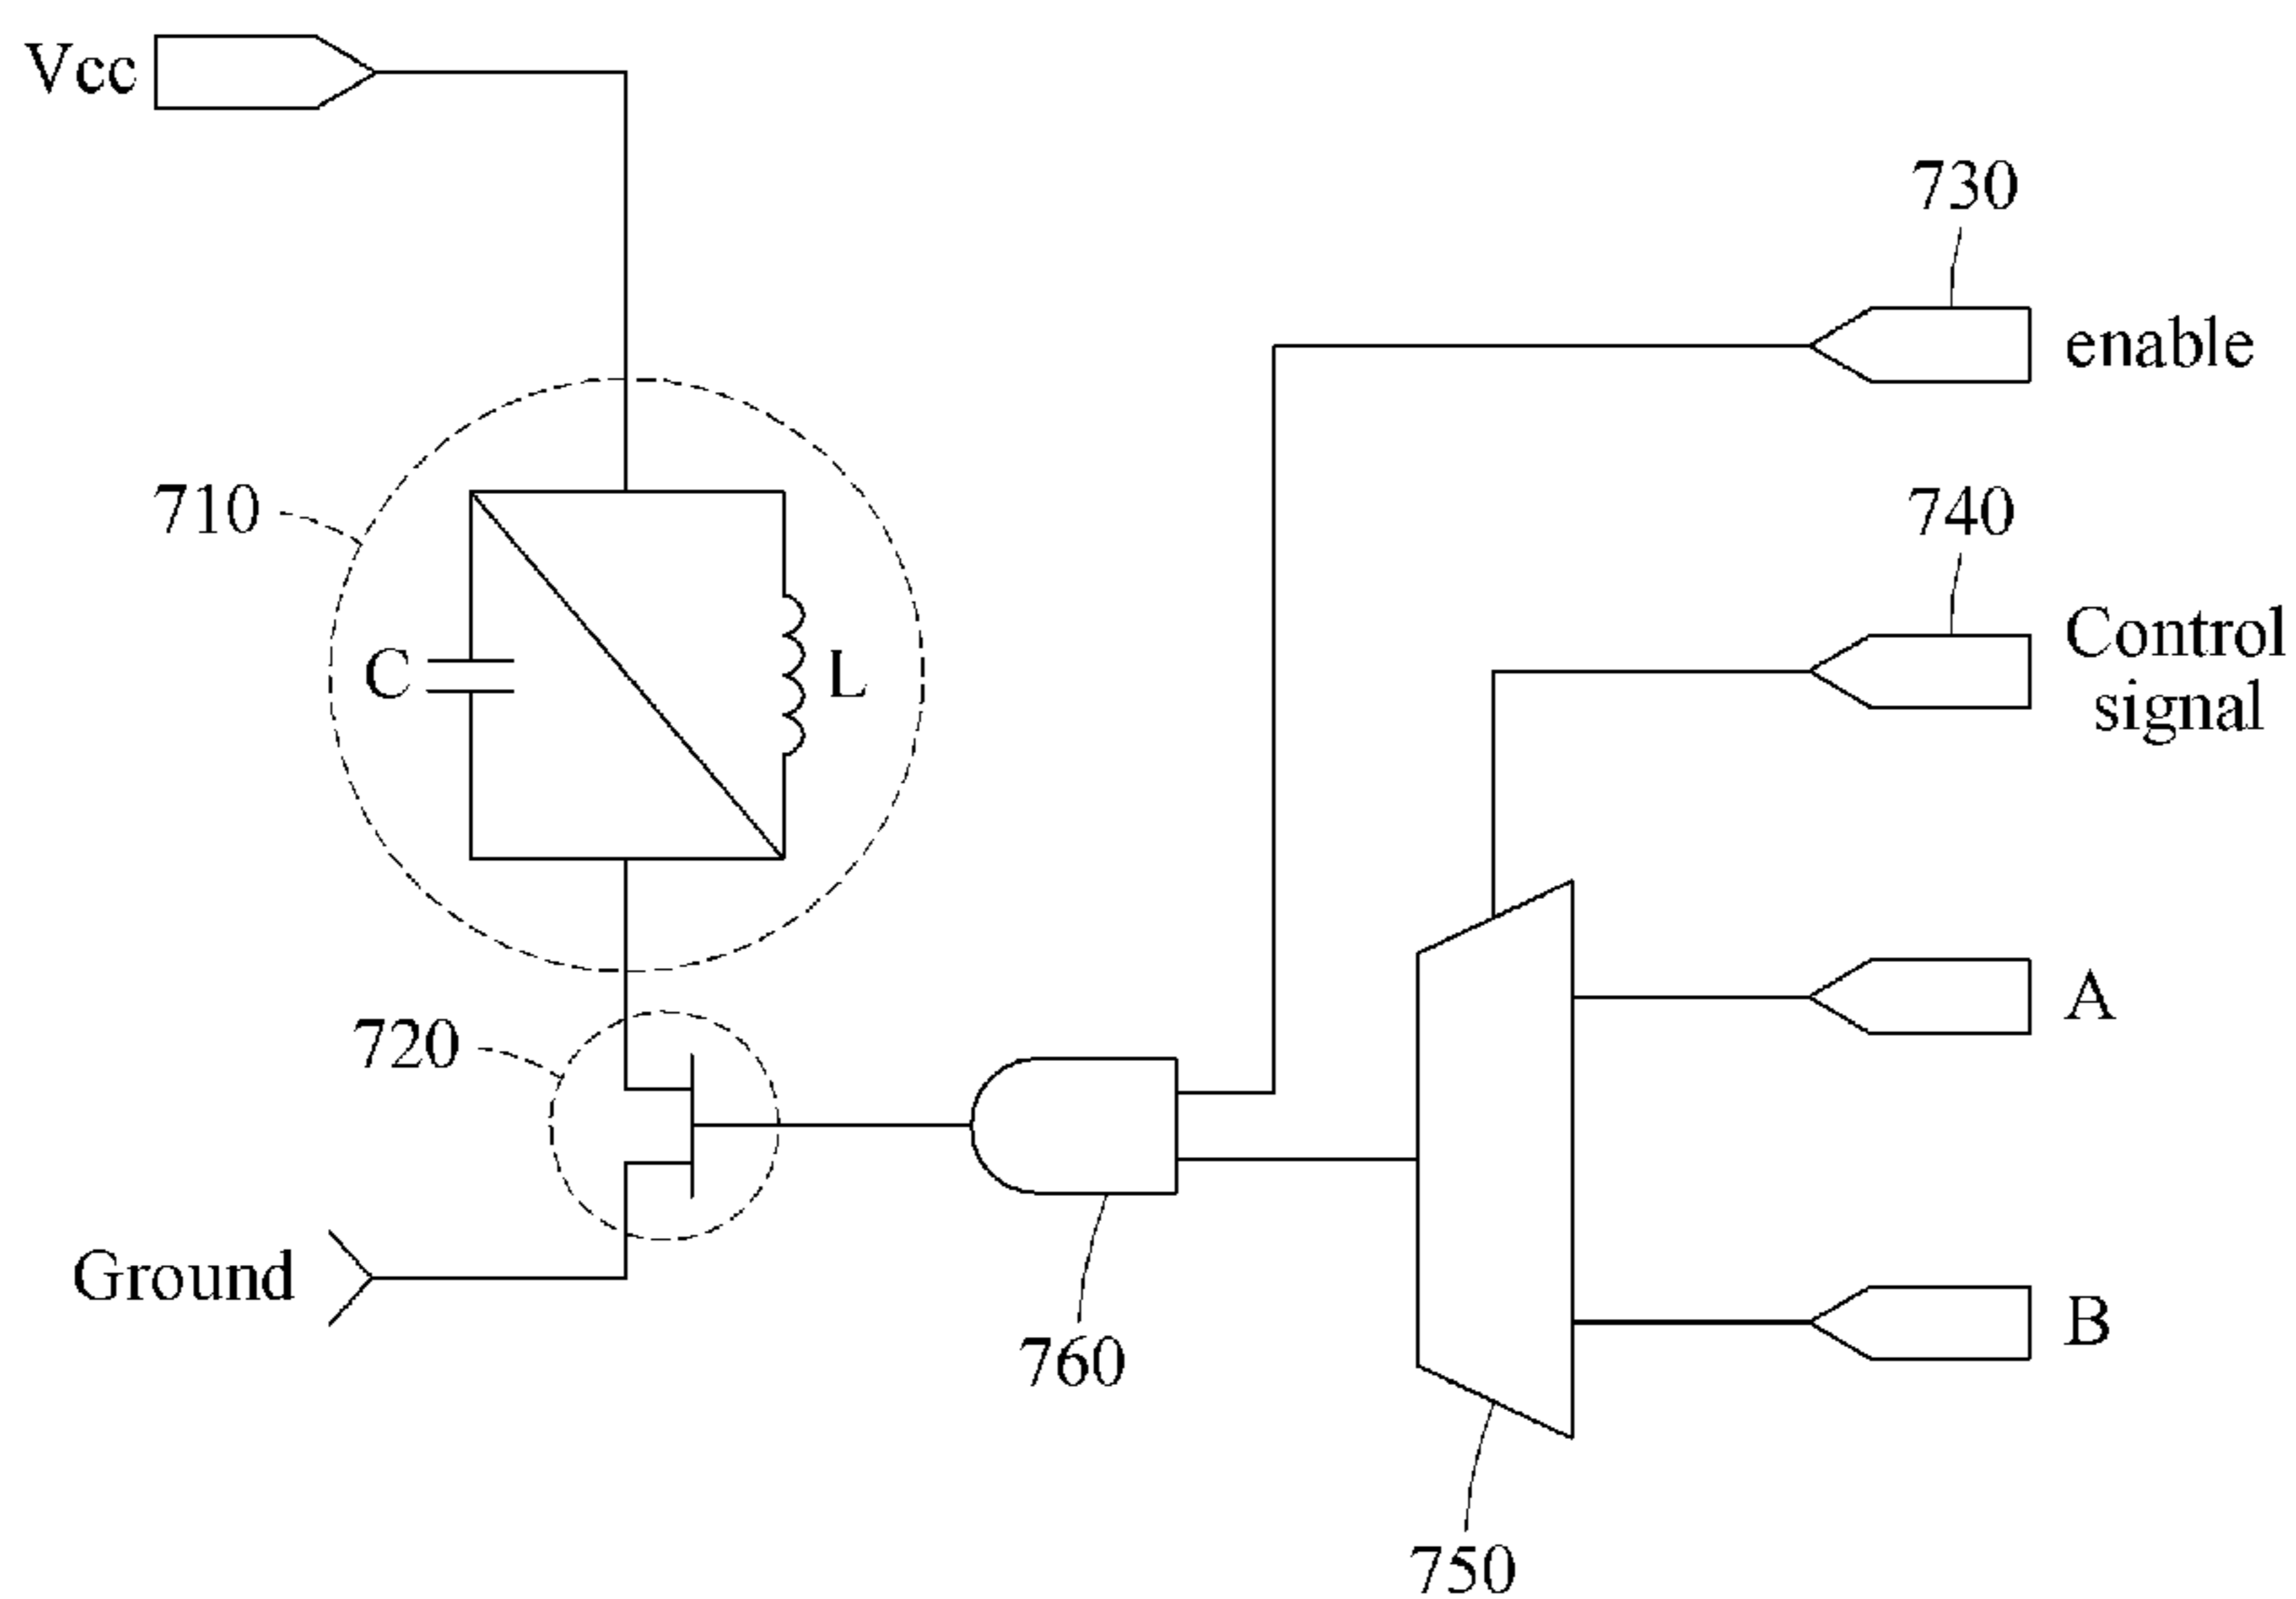 Vcc
730
enable
710
740
Control
signal
C
L
720
A
Ground
760
B
750